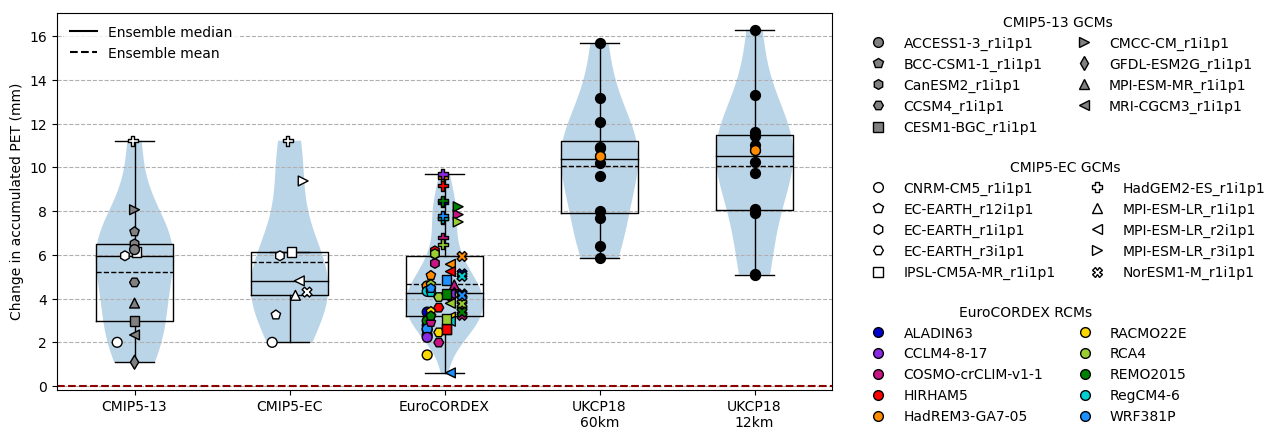 Change in accumulated PET (mm)
16
14
12
10
8
6
4
2
0
Ensemble median
Ensemble mean
CMIP5-13
CMIP5-EC
EuroCORDEX
UKCP18
60km
UKCP18
12km
CMIP5-13 GCMs
ACCESS1-3_r1i1p1
BCC-CSM1-1_r1i1p1
CanESM2_r1i1p1
CCSM4_r1i1p1
CESM1-BGC_r1i1p1
CMCC-CM_r1i1p1
GFDL-ESM2G_r1i1p1
MPI-ESM-MR_r1i1p1
MRI-CGCM3_r1i1p1
CMIP5-EC GCMs
CNRM-CM5_r1i1p1
EC-EARTH_r12i1p1
EC-EARTH_r1i1p1
EC-EARTH_r3i1p1
IPSL-CM5A-MR_r1i1p1
HadGEM2-ES_r1i1p1
MPI-ESM-LR_r1i1p1
MPI-ESM-LR_r2i1p1
MPI-ESM-LR_r3i1p1
NorESM1-M_r1i1p1
EuroCORDEX RCMs
ALADIN63
CCLM4-8-17
COSMO-crCLIM-v1-1
HIRHAM5
HadREM3-GA7-05
RACMO22E
RCA4
REMO2015
RegCM4-6
WRF381P